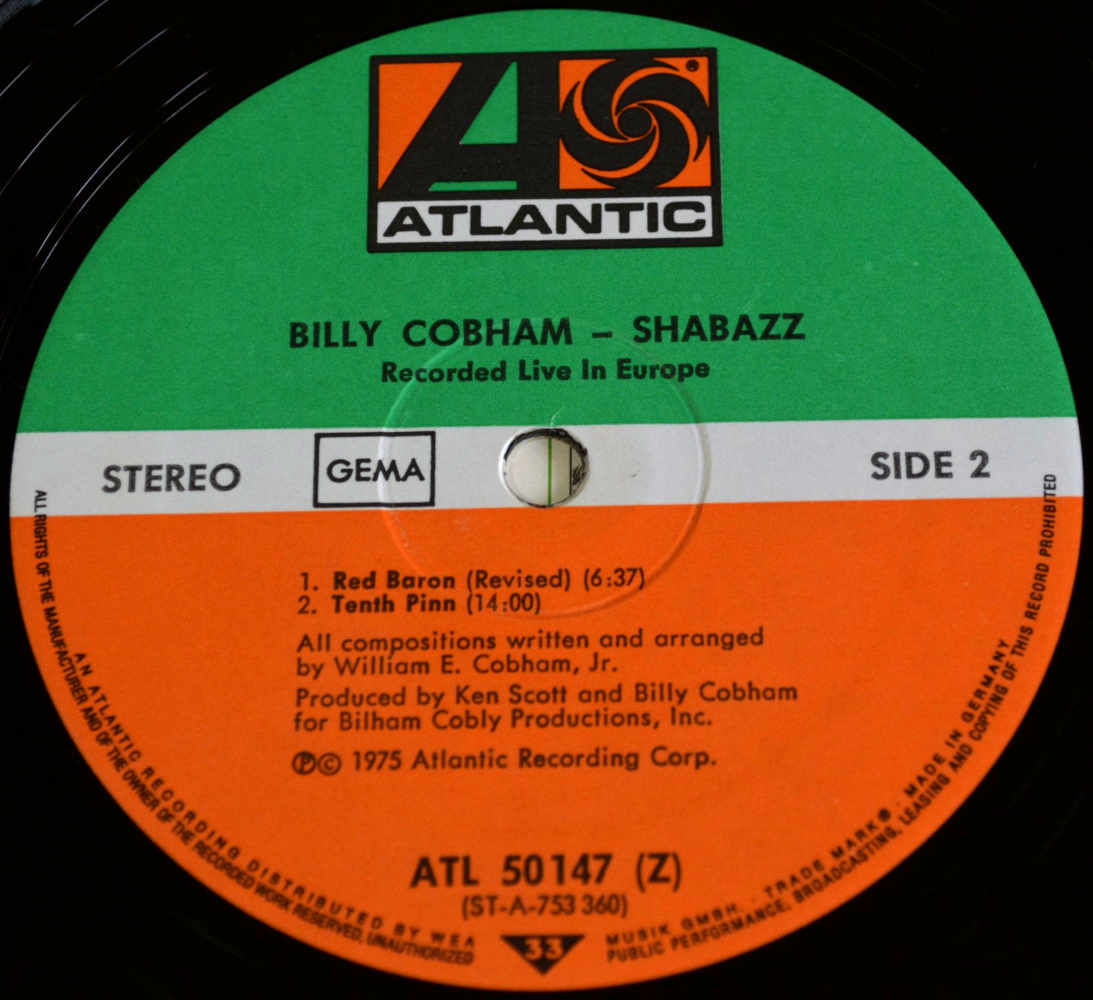 ATLANTIC
®
BILLY COBHAM – SHABAZZ
Recorded Live In Europe
STEREO
GEMA
SIDE 2
1. Red Baron (Revised) (6:37)
2. Tenth Pinn (14:00)
All compositions written and arranged
by William E. Cobham, Jr.
Produced by Ken Scott and Billy Cobham
for Bilham Cobly Productions, Inc.
℗© 1975 Atlantic Recording Corp.
ATL 50147 (Z)
(ST-A-753 360)
33
AN ATLANTIC RECORDING DISTRIBUTED BY WEA MUSIK GMBH. · TRADE MARK® · MADE IN GERMANY
ALL RIGHTS OF THE MANUFACTURER AND OF THE OWNER OF THE RECORDED WORK RESERVED. UNAUTHORIZED PUBLIC PERFORMANCE, BROADCASTING, LEASING AND COPYING OF THIS RECORD PROHIBITED